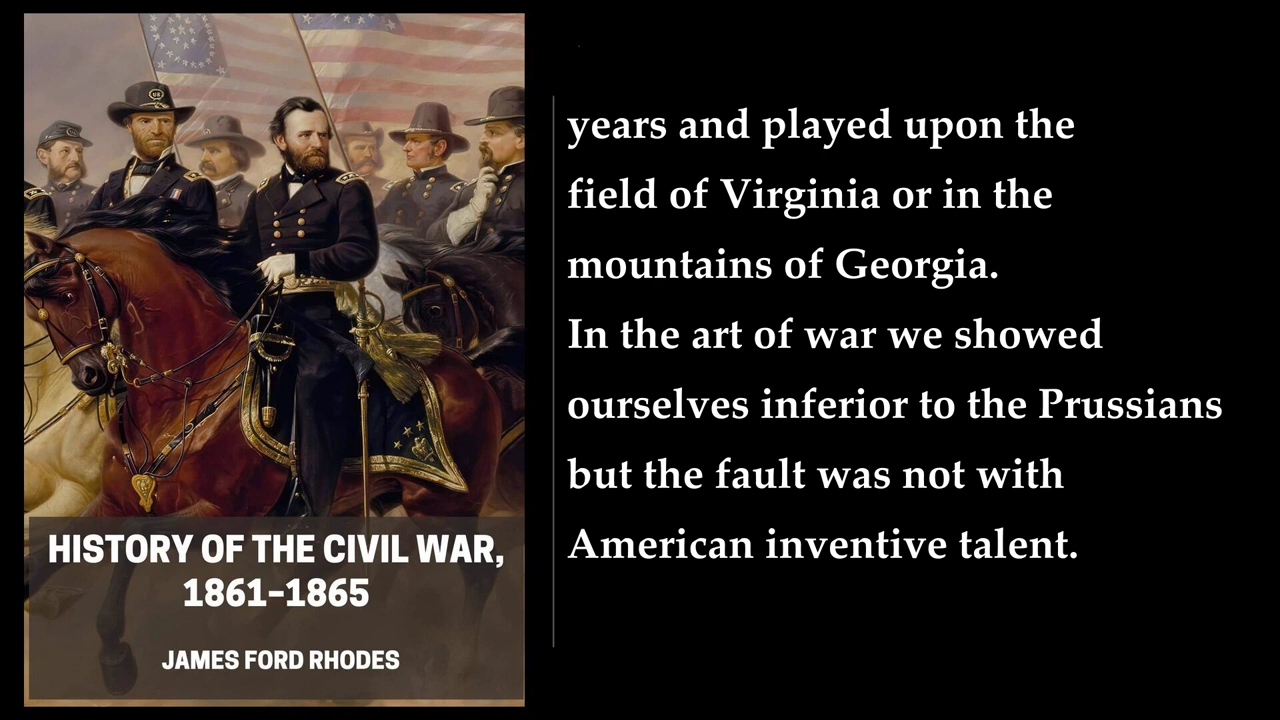 HISTORY OF THE CIVIL WAR,
1861–1865
JAMES FORD RHODES
years and played upon the
field of Virginia or in the
mountains of Georgia.
In the art of war we showed
ourselves inferior to the Prussians
but the fault was not with
American inventive talent.